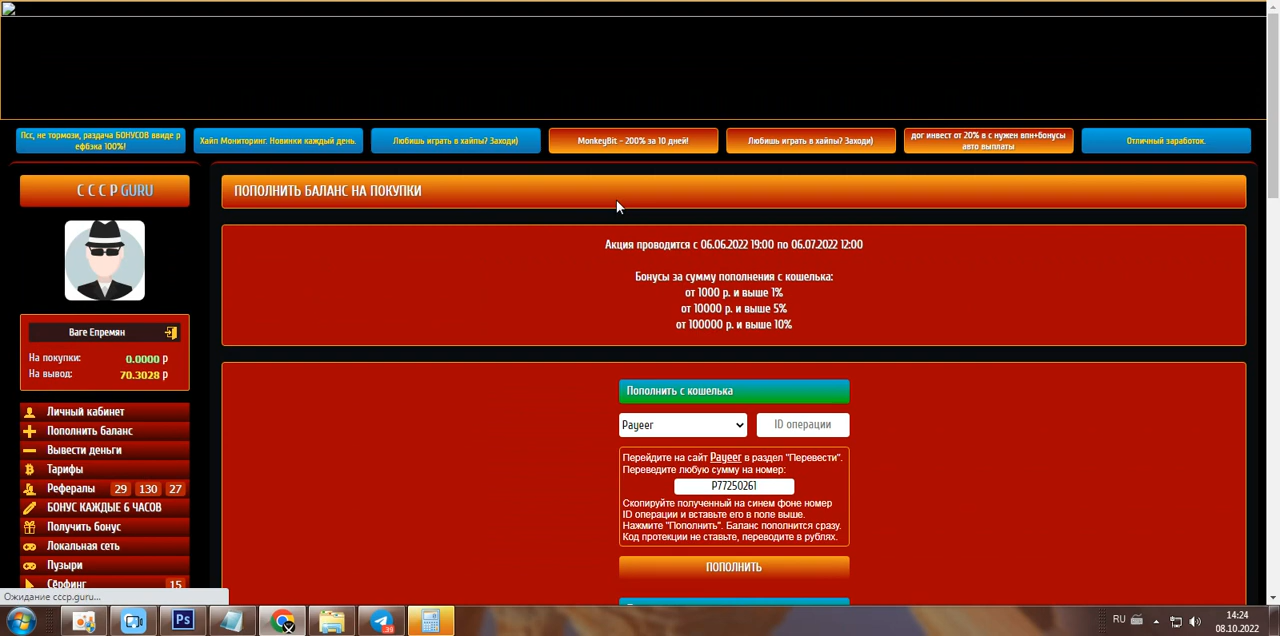 Псс, не тормози, раздача БОНУСОВ ввиде р
ефбэка 100%!
Хайп Мониторинг. Новинки каждый день.
Любишь играть в хайпы? Заходи)
MonkeyBit - 200% за 10 дней!
Любишь играть в хайпы? Заходи)
дог инвест от 20% в с нужен впн+бонусы
авто выплаты
Отличный заработок.
С С С Р GURU
Ваге Епремян
На покупки: 0.0000 р
На вывод: 70.3028 р
Личный кабинет
Пополнить баланс
Вывести деньги
Тарифы
Рефералы 29 130 27
БОНУС КАЖДЫЕ 6 ЧАСОВ
Получить бонус
Локальная сеть
Пузыри
Сёрфинг 15
ПОПОЛНИТЬ БАЛАНС НА ПОКУПКИ
Акция проводится с 06.06.2022 19:00 по 06.07.2022 12:00
Бонусы за сумму пополнения с кошелька:
от 1000 р. и выше 1%
от 10000 р. и выше 5%
от 100000 р. и выше 10%
Пополнить с кошелька
Payeer
ID операции
Перейдите на сайт Payeer в раздел "Перевести".
Переведите любую сумму на номер:
P77250261
Скопируйте полученный на синем фоне номер
ID операции и вставьте его в поле выше.
Нажмите "Пополнить". Баланс пополнится сразу.
Код протекции не ставьте, переводите в рублях.
ПОПОЛНИТЬ
Ожидание cccp.guru...
Ps
39
RU
14:24
08.10.2022